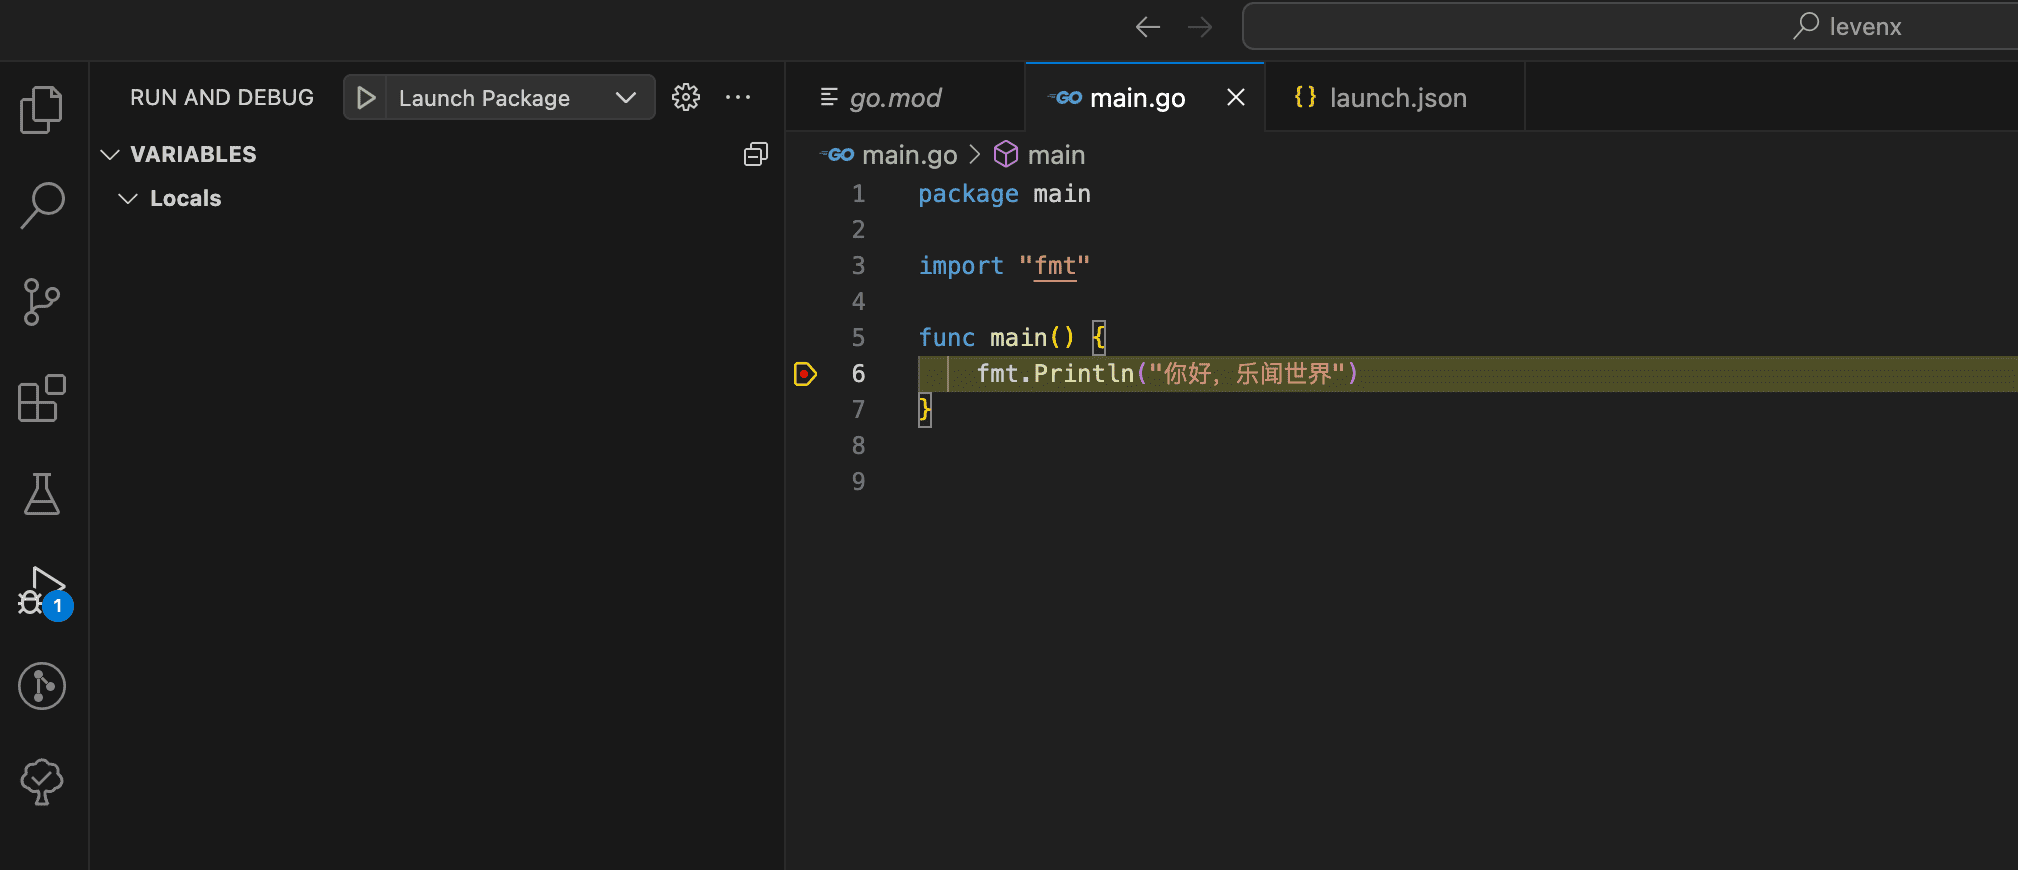 levenx
RUN AND DEBUG
Launch Package
VARIABLES
Locals
1
go.mod
GO main.go
launch.json
GO main.go > main
1 package main
2
3 import "fmt"
4
5 func main() {
6 fmt.Println("你好，乐闻世界")
7 }
8
9